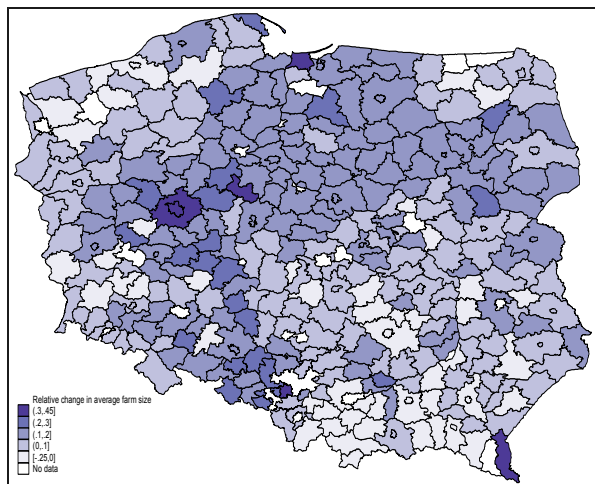 Relative change in average farm size
(.3,.45]
(.2,.3]
(.1,.2]
(0,.1]
[-.25,0]
No data